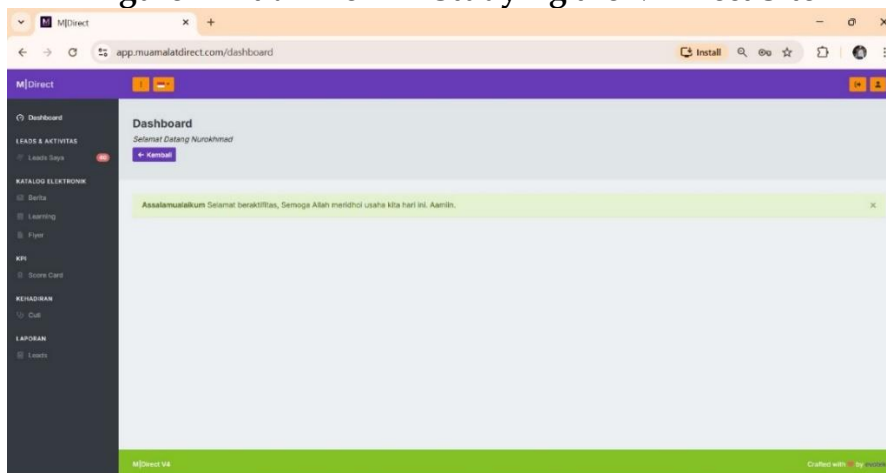 M|Direct
app.muamalatdirect.com/dashboard
Install
M|Direct
Dashboard
Selamat Datang Nurokhmad
← Kembali
Assalamualaikum Selamat beraktifitas, Semoga Allah meridhoi usaha kita hari ini. Aamiin.
Dashboard
LEADS & AKTIVITAS
Leads Saya
KATALOG ELEKTRONIK
Berita
Learning
Flyer
KPI
Score Card
KEHADIRAN
Cuti
LAPORAN
Leads
M|Direct V4
Crafted with by